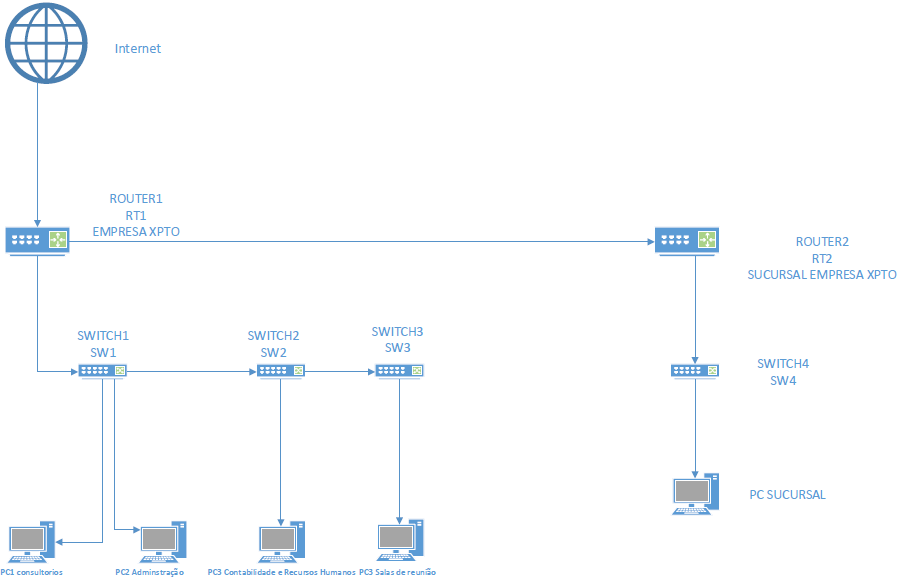 Internet
ROUTER1
RT1
EMPRESA XPTO
ROUTER2
RT2
SUCURSAL EMPRESA XPTO
SWITCH1
SW1
SWITCH2
SW2
SWITCH3
SW3
SWITCH4
SW4
PC SUCURSAL
PC1 consultorios
PC2 Adminstração
PC3 Contabilidade e Recursos Humanos
PC3 Salas de reunião